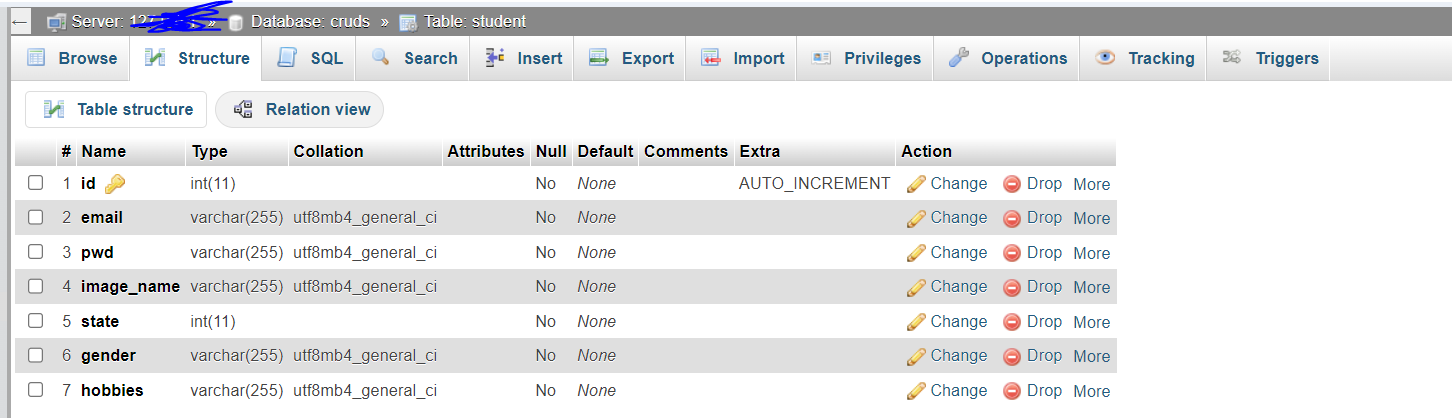 ← Server: » Database: cruds » Table: student
Browse Structure SQL Search Insert Export Import Privileges Operations Tracking Triggers
Table structure Relation view
# Name Type Collation Attributes Null Default Comments Extra Action
1 id int(11) No None AUTO_INCREMENT Change Drop More
2 email varchar(255) utf8mb4_general_ci No None Change Drop More
3 pwd varchar(255) utf8mb4_general_ci No None Change Drop More
4 image_name varchar(255) utf8mb4_general_ci No None Change Drop More
5 state int(11) No None Change Drop More
6 gender varchar(255) utf8mb4_general_ci No None Change Drop More
7 hobbies varchar(255) utf8mb4_general_ci No None Change Drop More